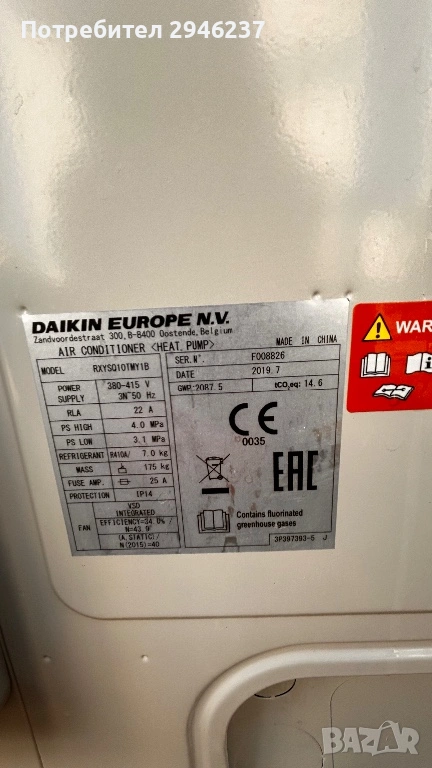 Потребител 2946237
DAIKIN EUROPE N.V.
Zandvoordestraat 300, B-8400 Oostende, Belgium
AIR CONDITIONER <HEAT PUMP>
MADE IN CHINA
MODEL RXYSQ10TMY1B
POWER SUPPLY 380-415 V 3N~50 Hz
RLA 22 A
PS HIGH 4.0 MPa
PS LOW 3.1 MPa
REFRIGERANT R410A/ 7.0 kg
MASS 175 kg
FUSE AMP. 25 A
PROTECTION IP14
FAN VSD INTEGRATED
EFFICIENCY=34.0%/
N=43.9F
(A, STATIC)/
N(2015)=40
SER.N°. F008826
DATE 2019.7
GWP:2087.5 tCO2eq: 14.6
CE
0035
EAC
Contains fluorinated
greenhouse gases
3P397393-5 J
WAR
BAZAR